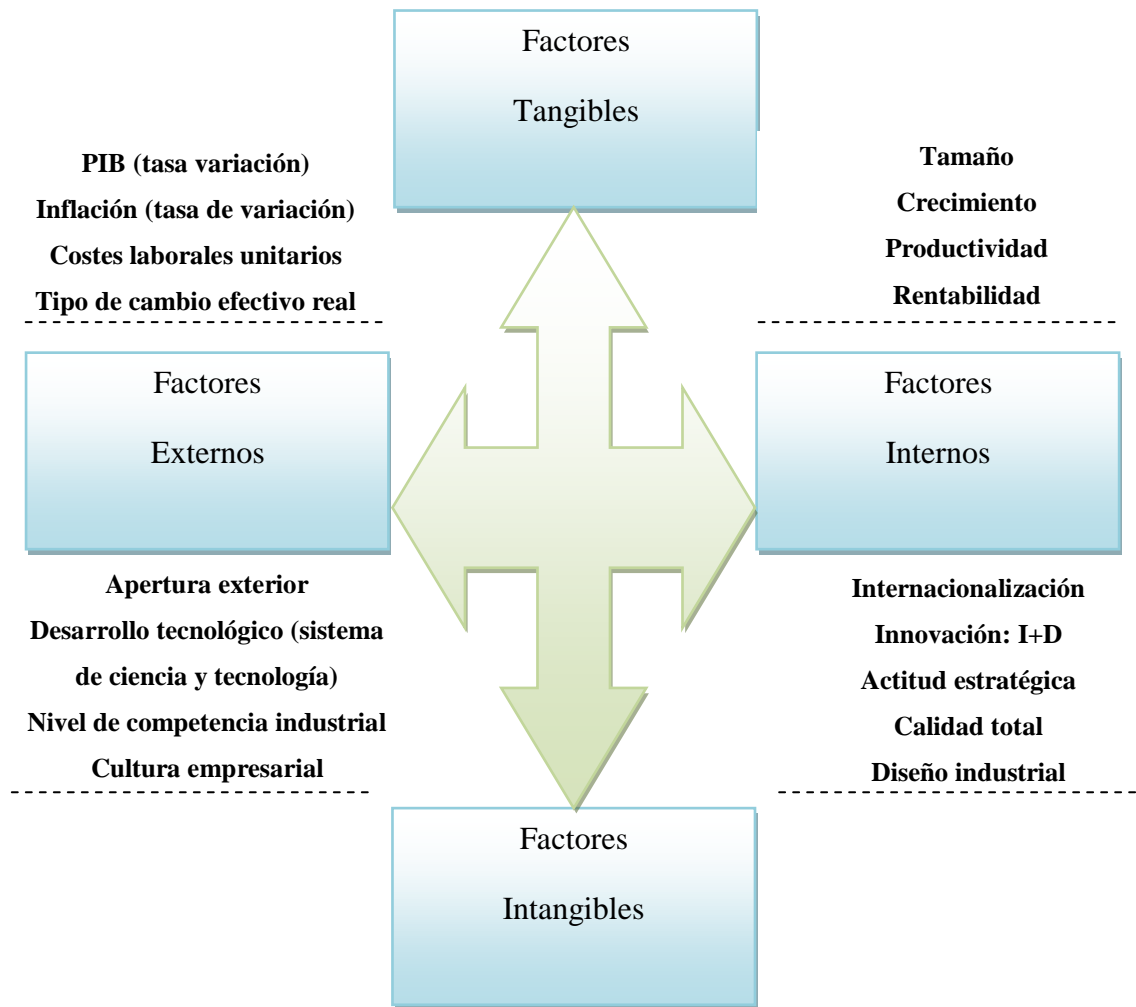 Factores
Tangibles
PIB (tasa variación)
Inflación (tasa de variación)
Costes laborales unitarios
Tipo de cambio efectivo real
Tamaño
Crecimiento
Productividad
Rentabilidad
Factores
Externos
Factores
Internos
Apertura exterior
Desarrollo tecnológico (sistema
de ciencia y tecnología)
Nivel de competencia industrial
Cultura empresarial
Internacionalización
Innovación: I+D
Actitud estratégica
Calidad total
Diseño industrial
Factores
Intangibles